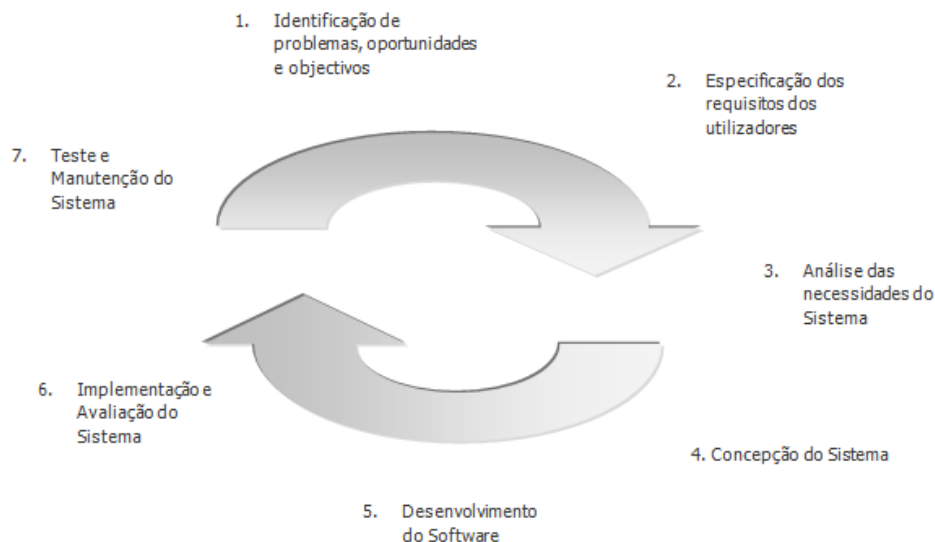 1. Identificação de
problemas, oportunidades
e objectivos
2. Especificação dos
requisitos dos
utilizadores
3. Análise das
necessidades do
Sistema
4. Concepção do Sistema
5. Desenvolvimento
do Software
6. Implementação e
Avaliação do
Sistema
7. Teste e
Manutenção do
Sistema